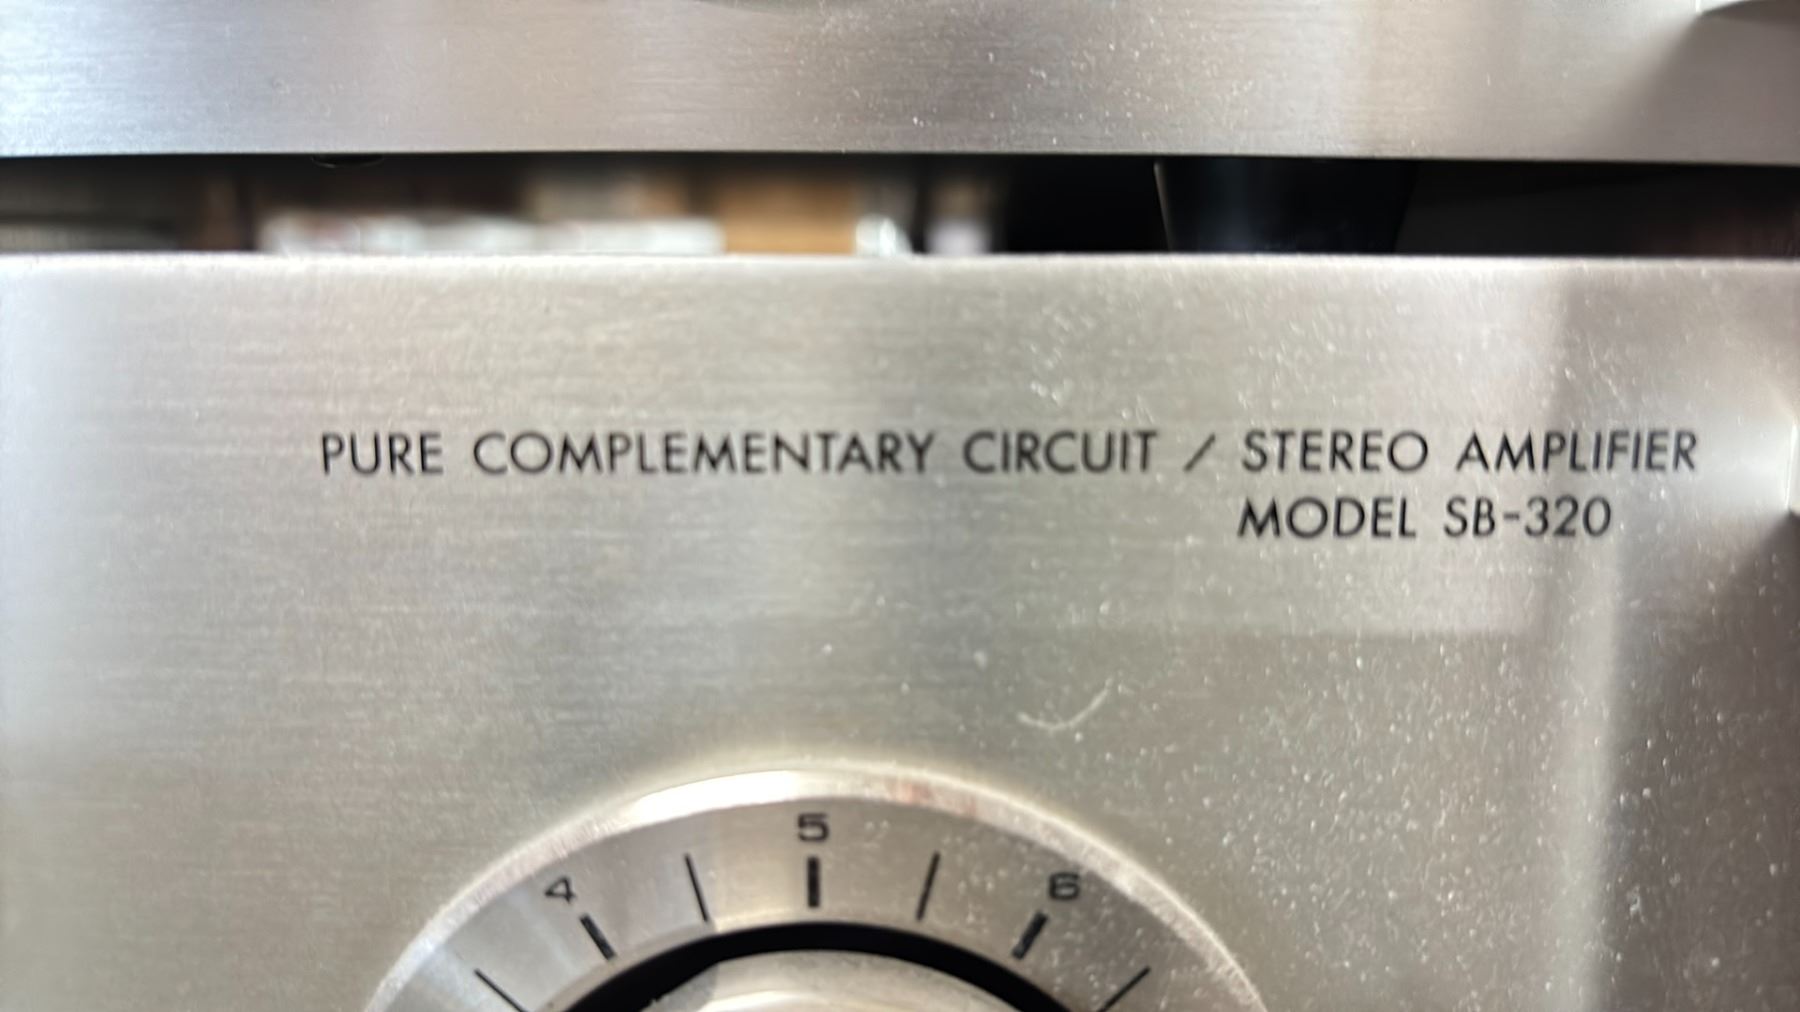 PURE COMPLEMENTARY CIRCUIT / STEREO AMPLIFIER
MODEL SB-320
5
4 6